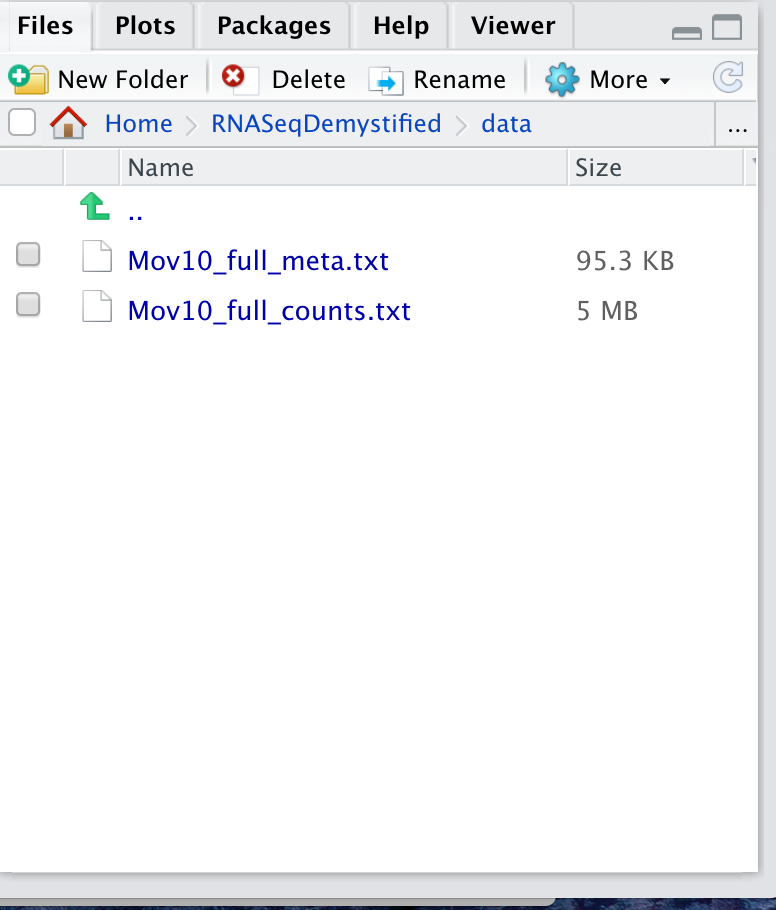 Files Plots Packages Help Viewer
New Folder Delete Rename More
Home RNASeqDemystified data ...
Name Size
..
Mov10_full_meta.txt 95.3 KB
Mov10_full_counts.txt 5 MB